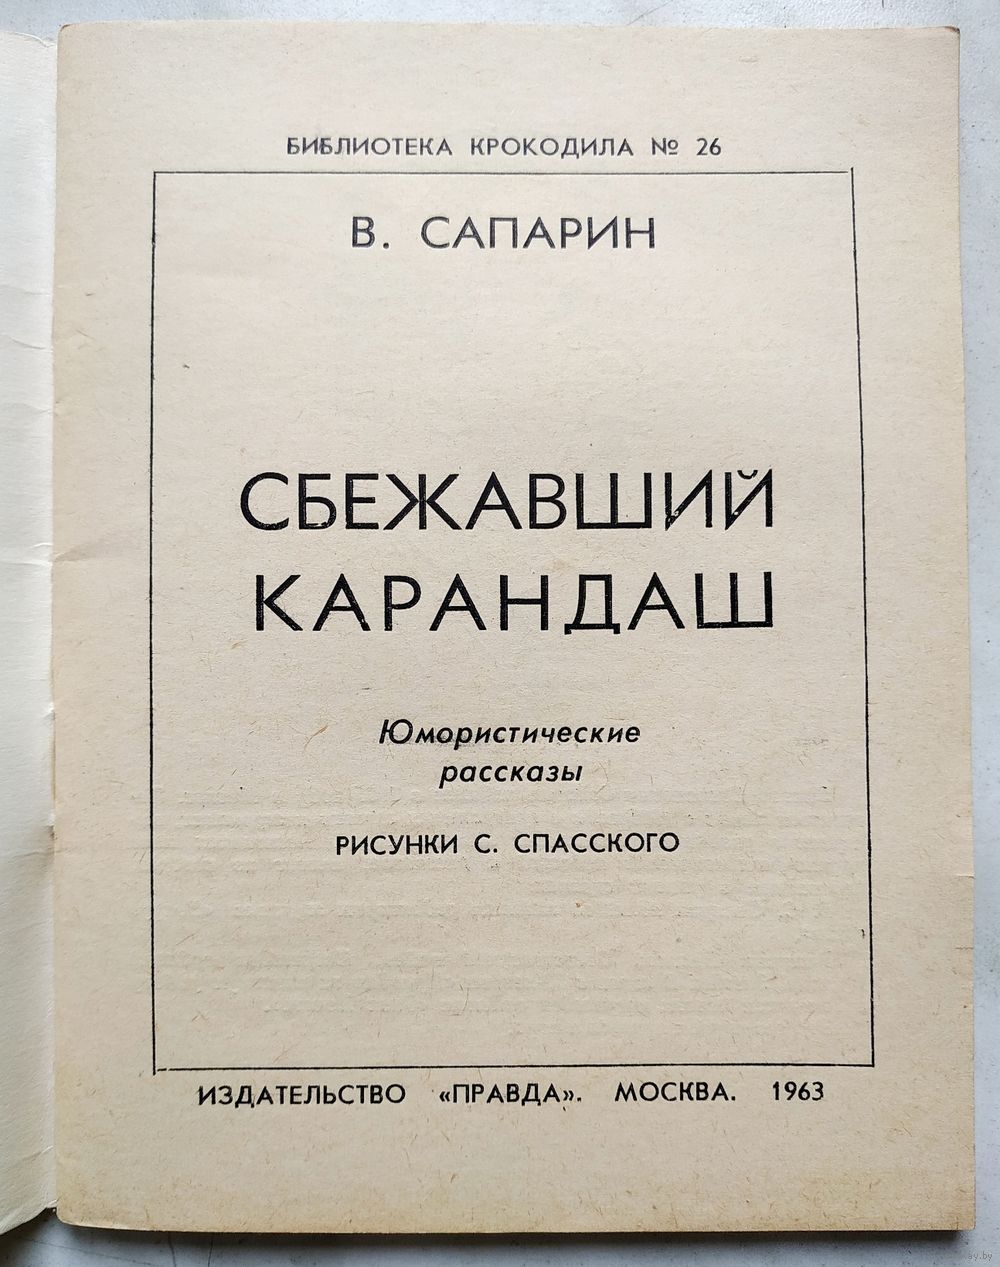 БИБЛИОТЕКА КРОКОДИЛА № 26
В. САПАРИН
СБЕЖАВШИЙ
КАРАНДАШ
Юмористические
рассказы
РИСУНКИ С. СПАССКОГО
ИЗДАТЕЛЬСТВО «ПРАВДА». МОСКВА. 1963